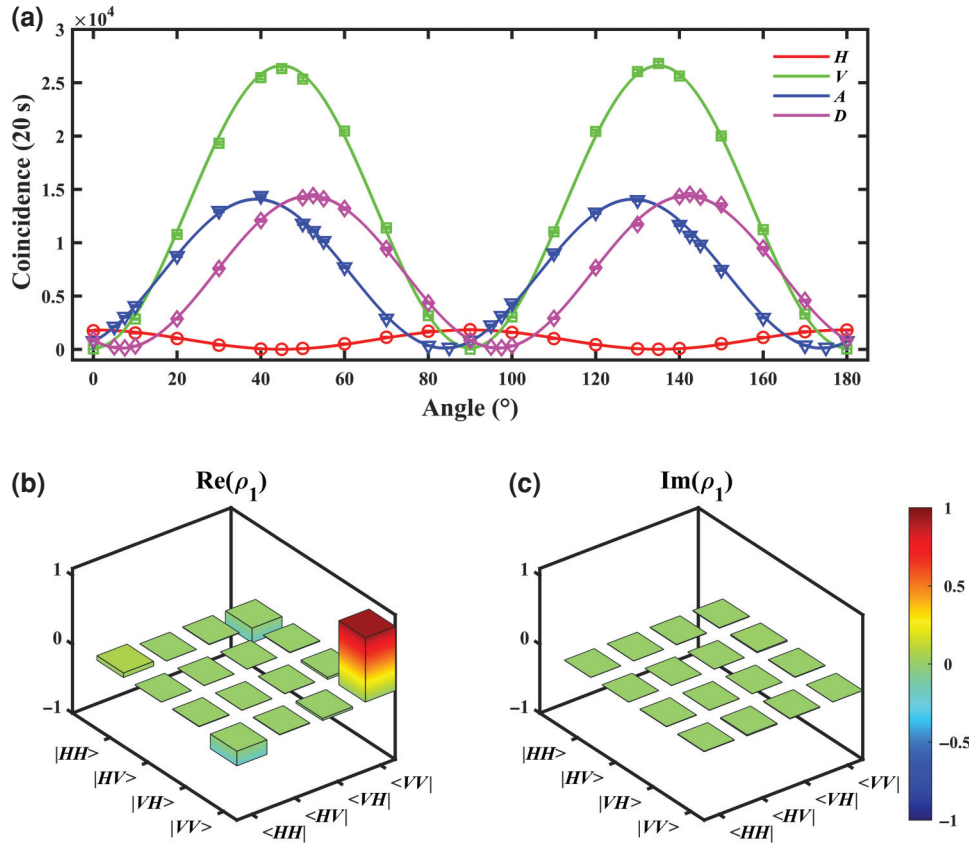 (a)
×10⁴
3
2.5
2
1.5
1
0.5
0
Coincidence (20 s)
H
V
A
D
0 20 40 60 80 100 120 140 160 180
Angle (°)
(b)
Re(ρ₁)
1
0
−1
|HH>
|HV>
|VH>
|VV>
<HH|
<HV|
<VH|
<VV|
(c)
Im(ρ₁)
1
0
−1
|HH>
|HV>
|VH>
|VV>
<HH|
<HV|
<VH|
<VV|
1
0.5
0
−0.5
−1